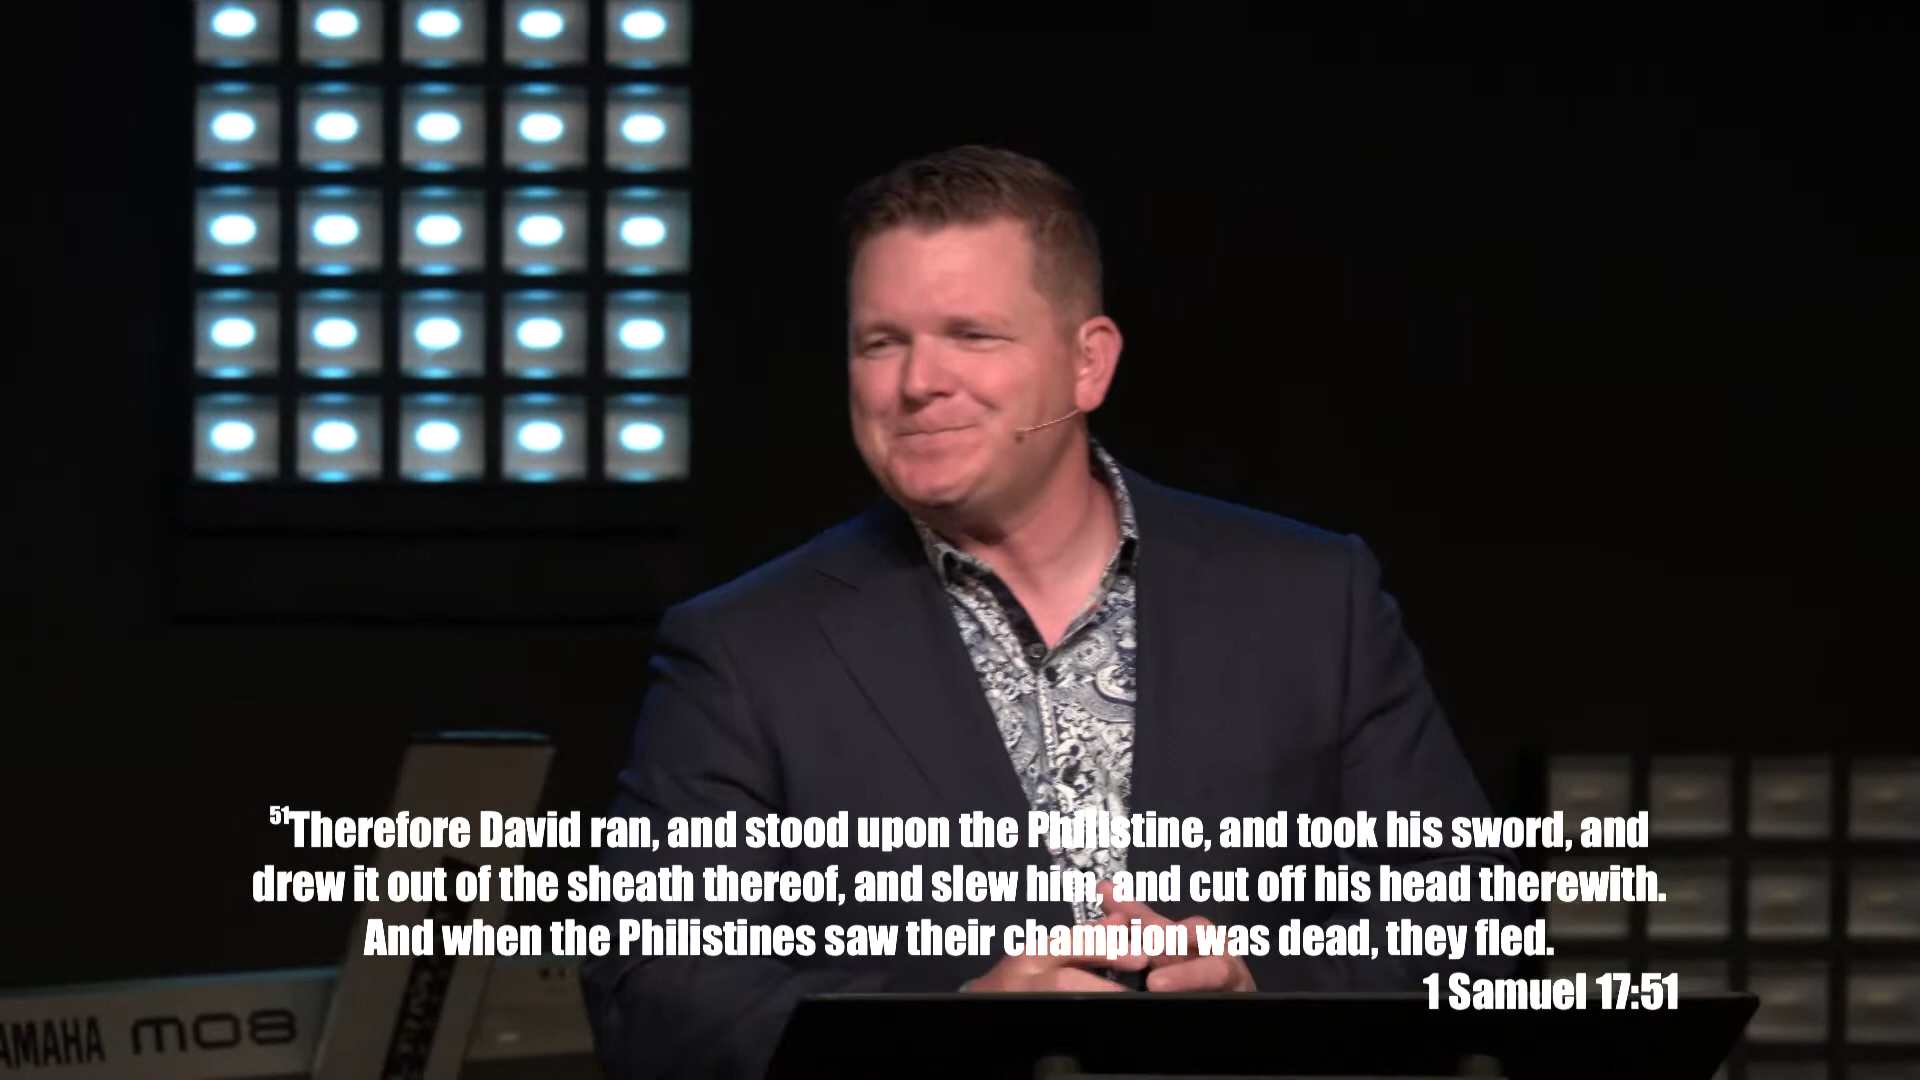 51Therefore David ran, and stood upon the Philistine, and took his sword, and
drew it out of the sheath thereof, and slew him, and cut off his head therewith.
And when the Philistines saw their champion was dead, they fled.
1 Samuel 17:51
AMAHA MO8